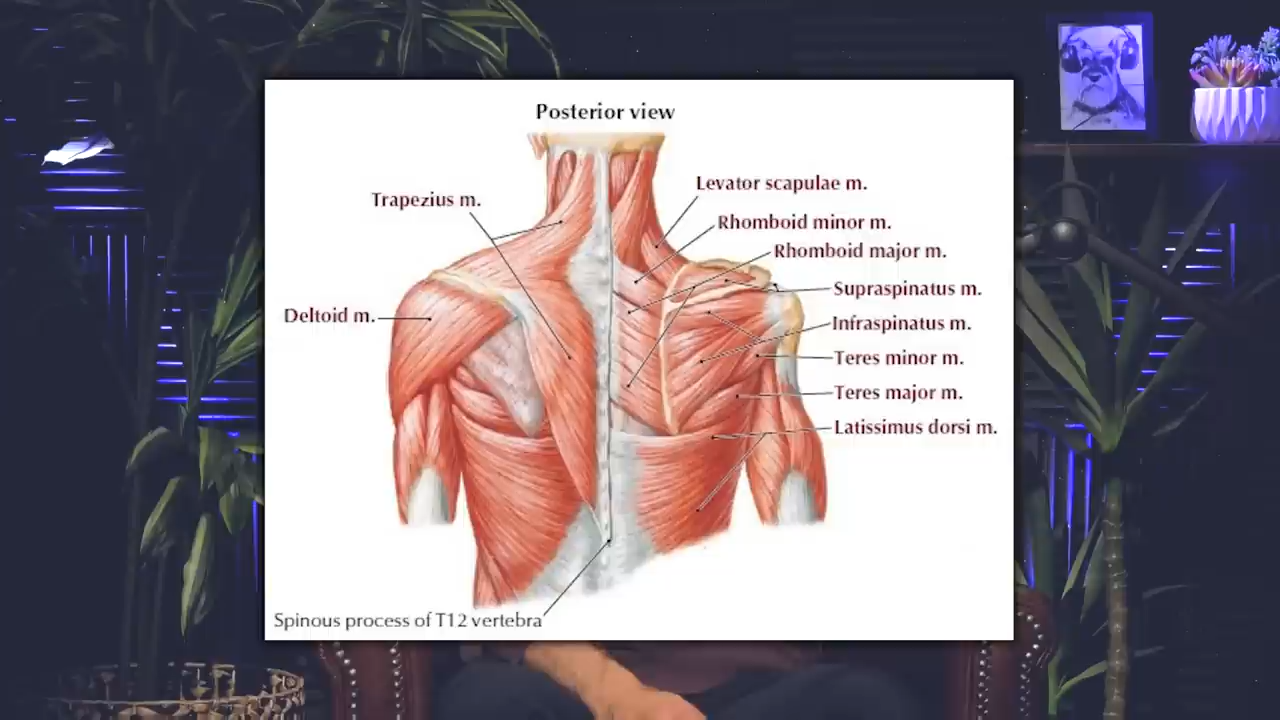 Posterior view
Trapezius m.
Levator scapulae m.
Rhomboid minor m.
Rhomboid major m.
Supraspinatus m.
Deltoid m.
Infraspinatus m.
Teres minor m.
Teres major m.
Latissimus dorsi m.
Spinous process of T12 vertebra